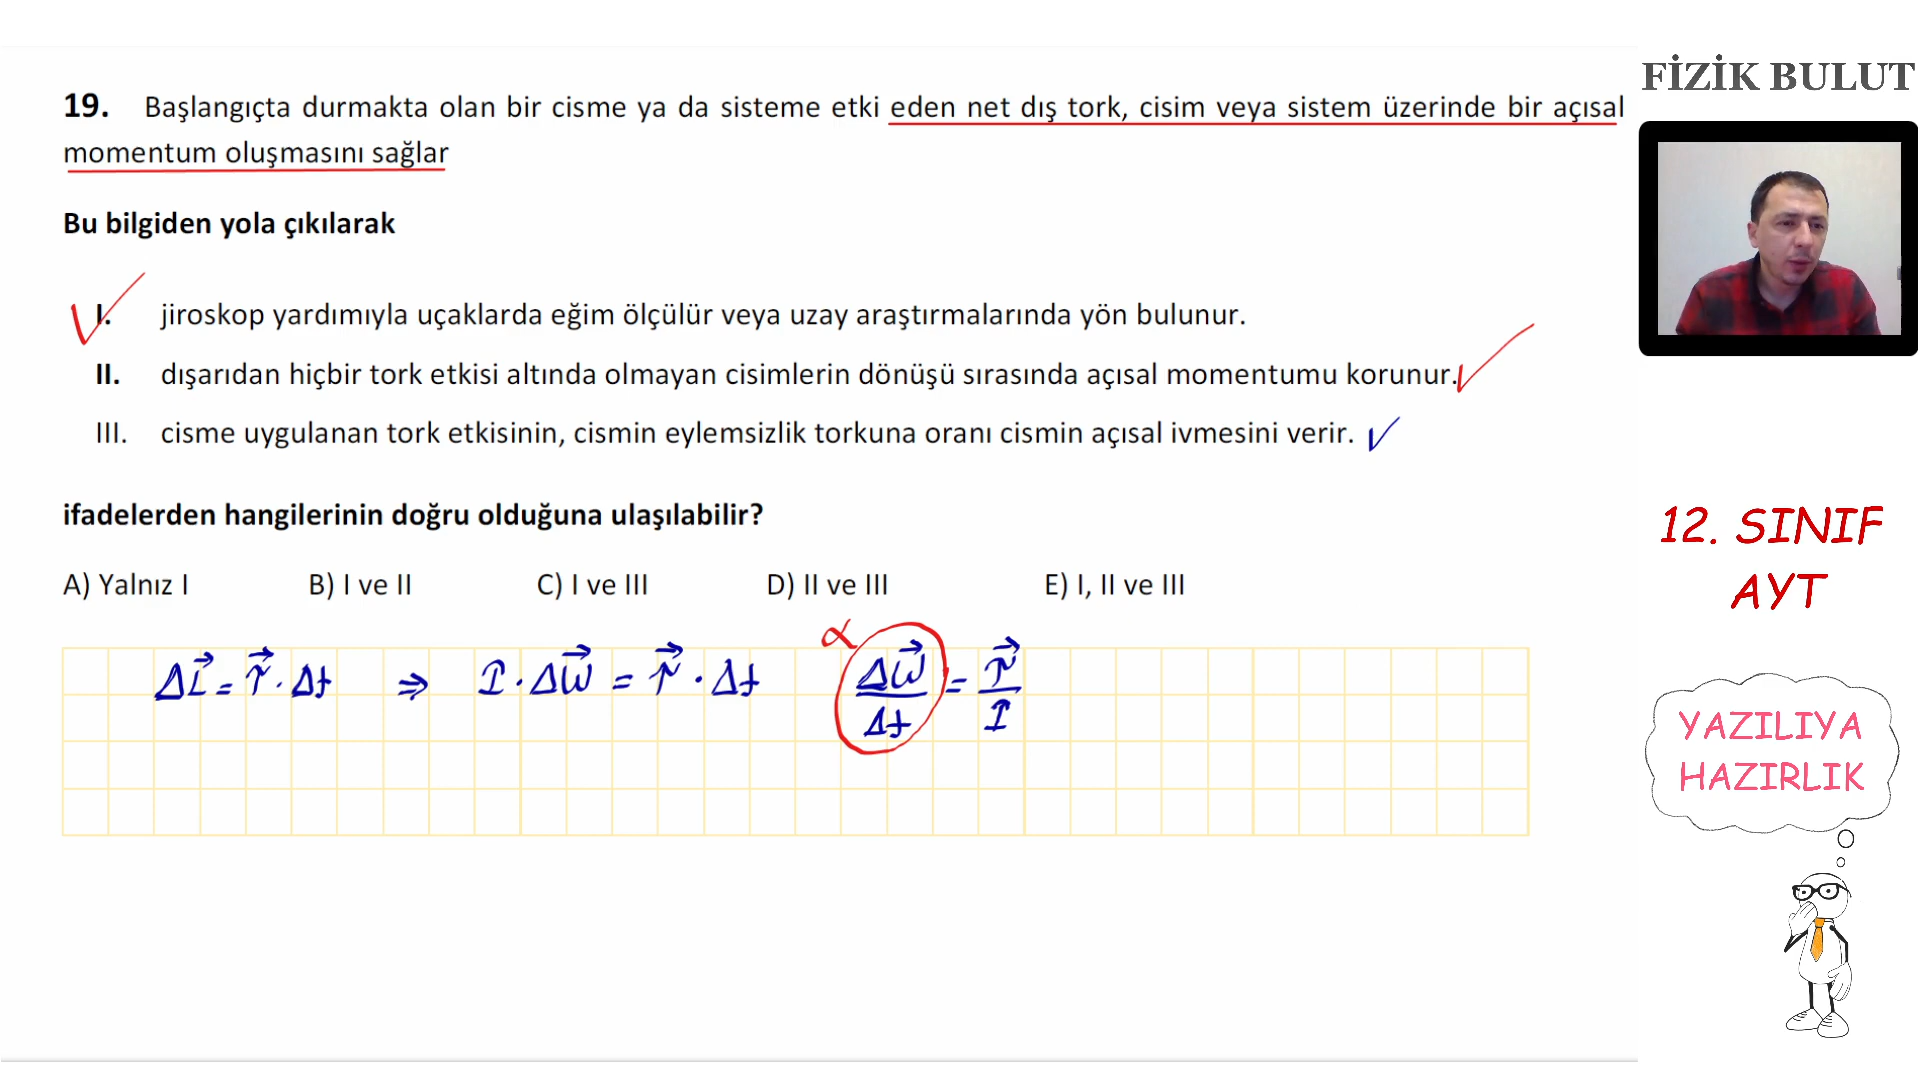 FİZİK BULUT
19. Başlangıçta durmakta olan bir cisme ya da sisteme etki eden net dış tork, cisim veya sistem üzerinde bir açısal
momentum oluşmasını sağlar
Bu bilgiden yola çıkılarak
I. jiroskop yardımıyla uçaklarda eğim ölçülür veya uzay araştırmalarında yön bulunur.
II. dışarıdan hiçbir tork etkisi altında olmayan cisimlerin dönüşü sırasında açısal momentumu korunur.
III. cisme uygulanan tork etkisinin, cismin eylemsizlik torkuna oranı cismin açısal ivmesini verir.
ifadelerden hangilerinin doğru olduğuna ulaşılabilir?
A) Yalnız I B) I ve II C) I ve III D) II ve III E) I, II ve III
ΔL⃗ = τ⃗ · Δt ⇒ I · Δω⃗ = τ⃗ · Δt α Δω⃗/Δt = τ⃗/I
12. SINIF
AYT
YAZILIYA
HAZIRLIK